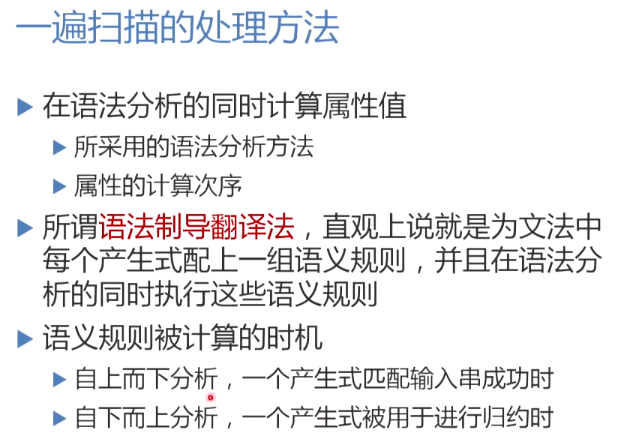 一遍扫描的处理方法
在语法分析的同时计算属性值
所采用的语法分析方法
属性的计算次序
所谓语法制导翻译法，直观上说就是为文法中
每个产生式配上一组语义规则，并且在语法分
析的同时执行这些语义规则
语义规则被计算的时机
自上而下分析，一个产生式匹配输入串成功时
自下而上分析，一个产生式被用于进行归约时